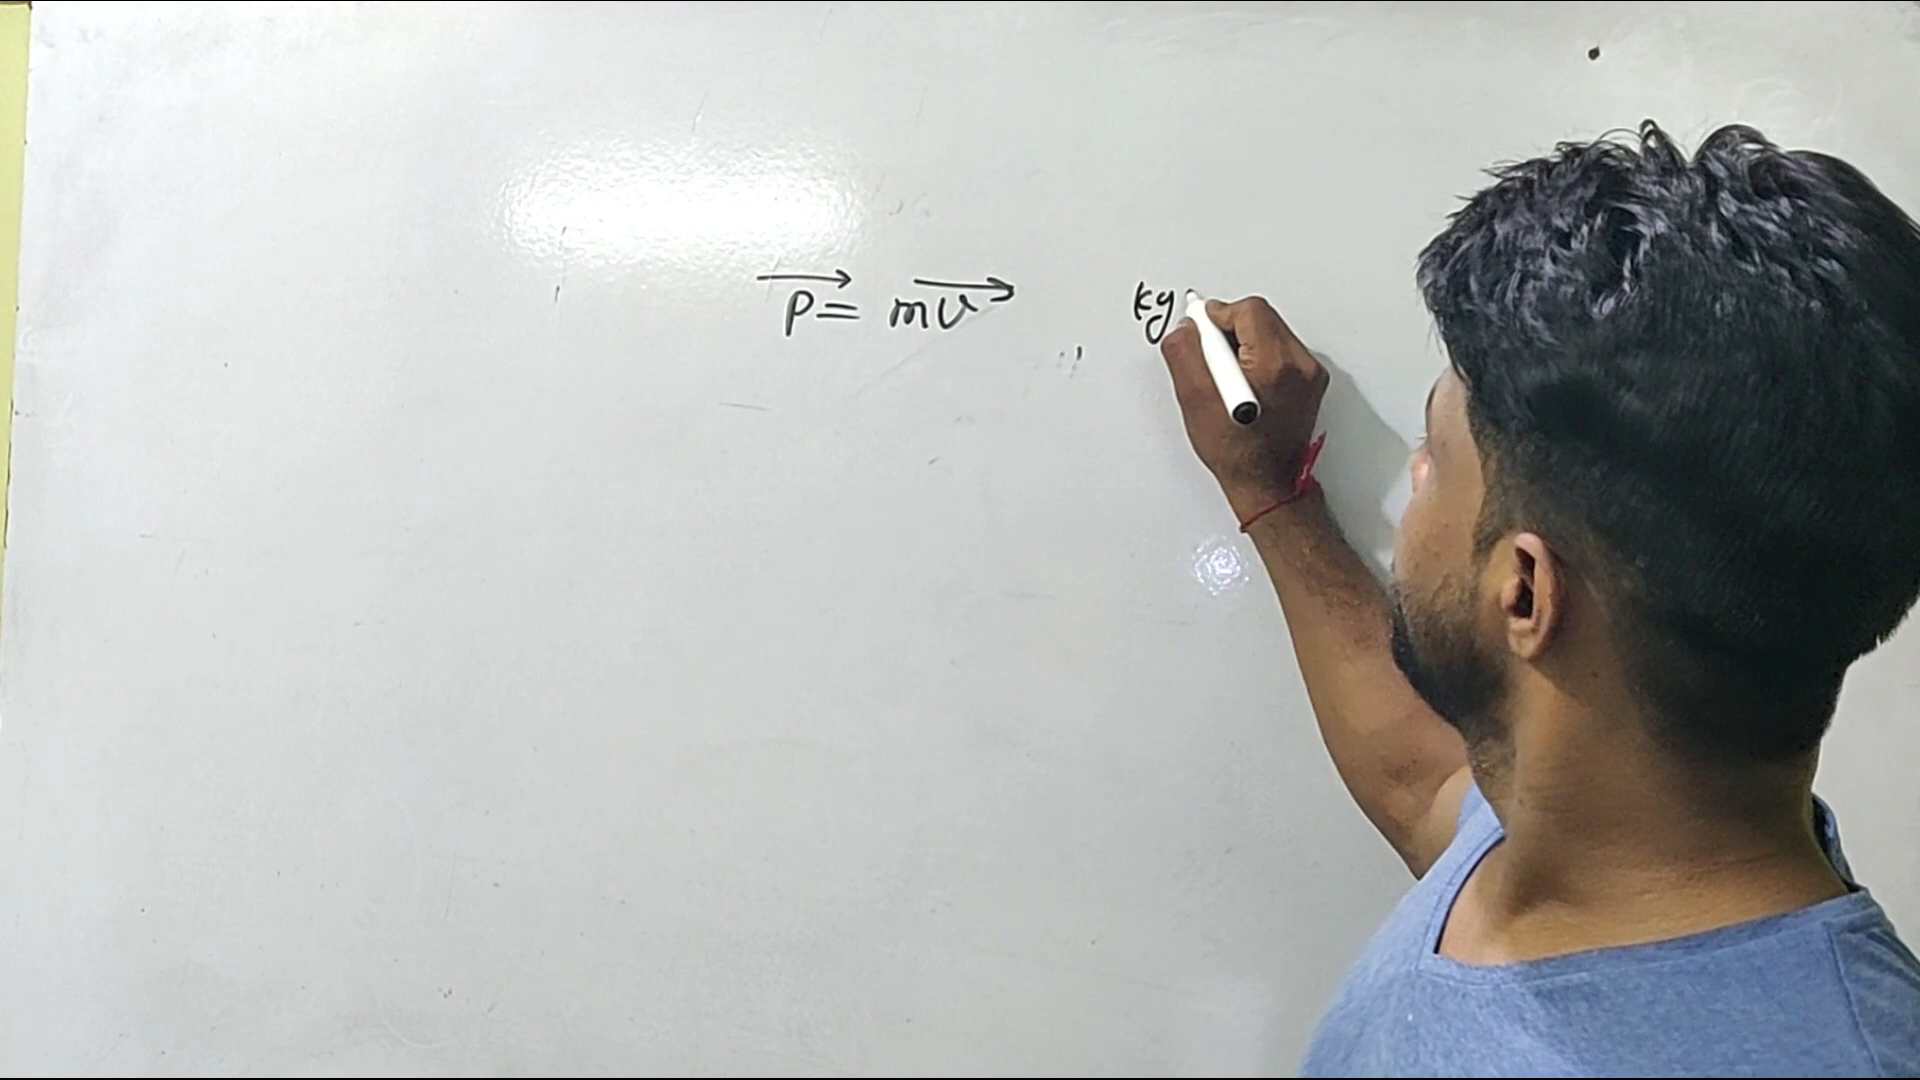 p⃗ = mv⃗ kg